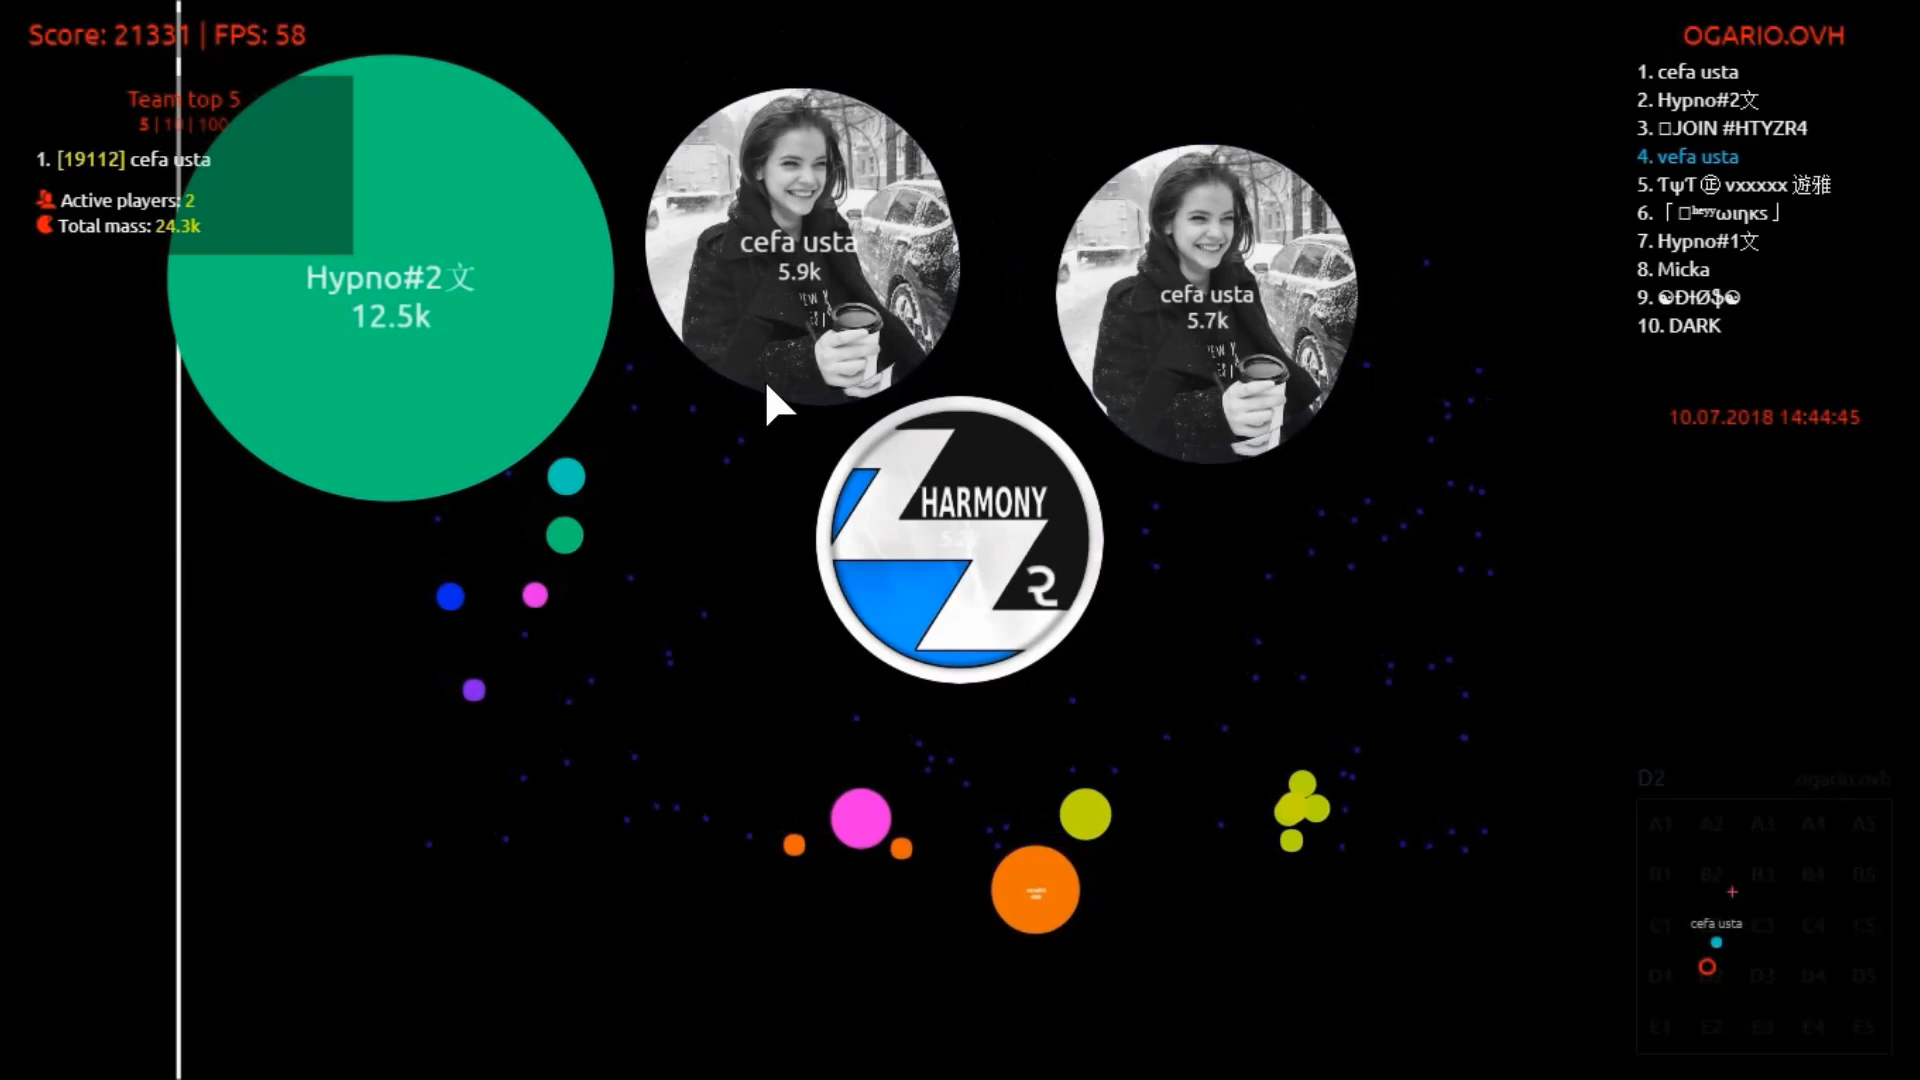 Score: 21331 | FPS: 58
Team top 5
5 | 10 | 100
1. [19112] cefa usta
Active players: 2
Total mass: 24.3k
Hypno#2文
12.5k
cefa usta
5.9k
cefa usta
5.7k
HARMONY
OGARIO.OVH
1. cefa usta
2. Hypno#2文
3. □JOIN #HTYZR4
4. vefa usta
5. TψT ㊣ vxxxxx 遊雅
6. 「□ʰᵉʸʸωιηκѕ」
7. Hypno#1文
8. Micka
9. ☯ĐƗØꞨ☯
10. DARK
10.07.2018 14:44:45
D2
ogario.ovh
A1 A2 A3 A4 A5
B1 B2 B3 B4 B5
cefa usta
C1 C3 C4 C5
D1 D2 D3 D4 D5
E1 E2 E3 E4 E5